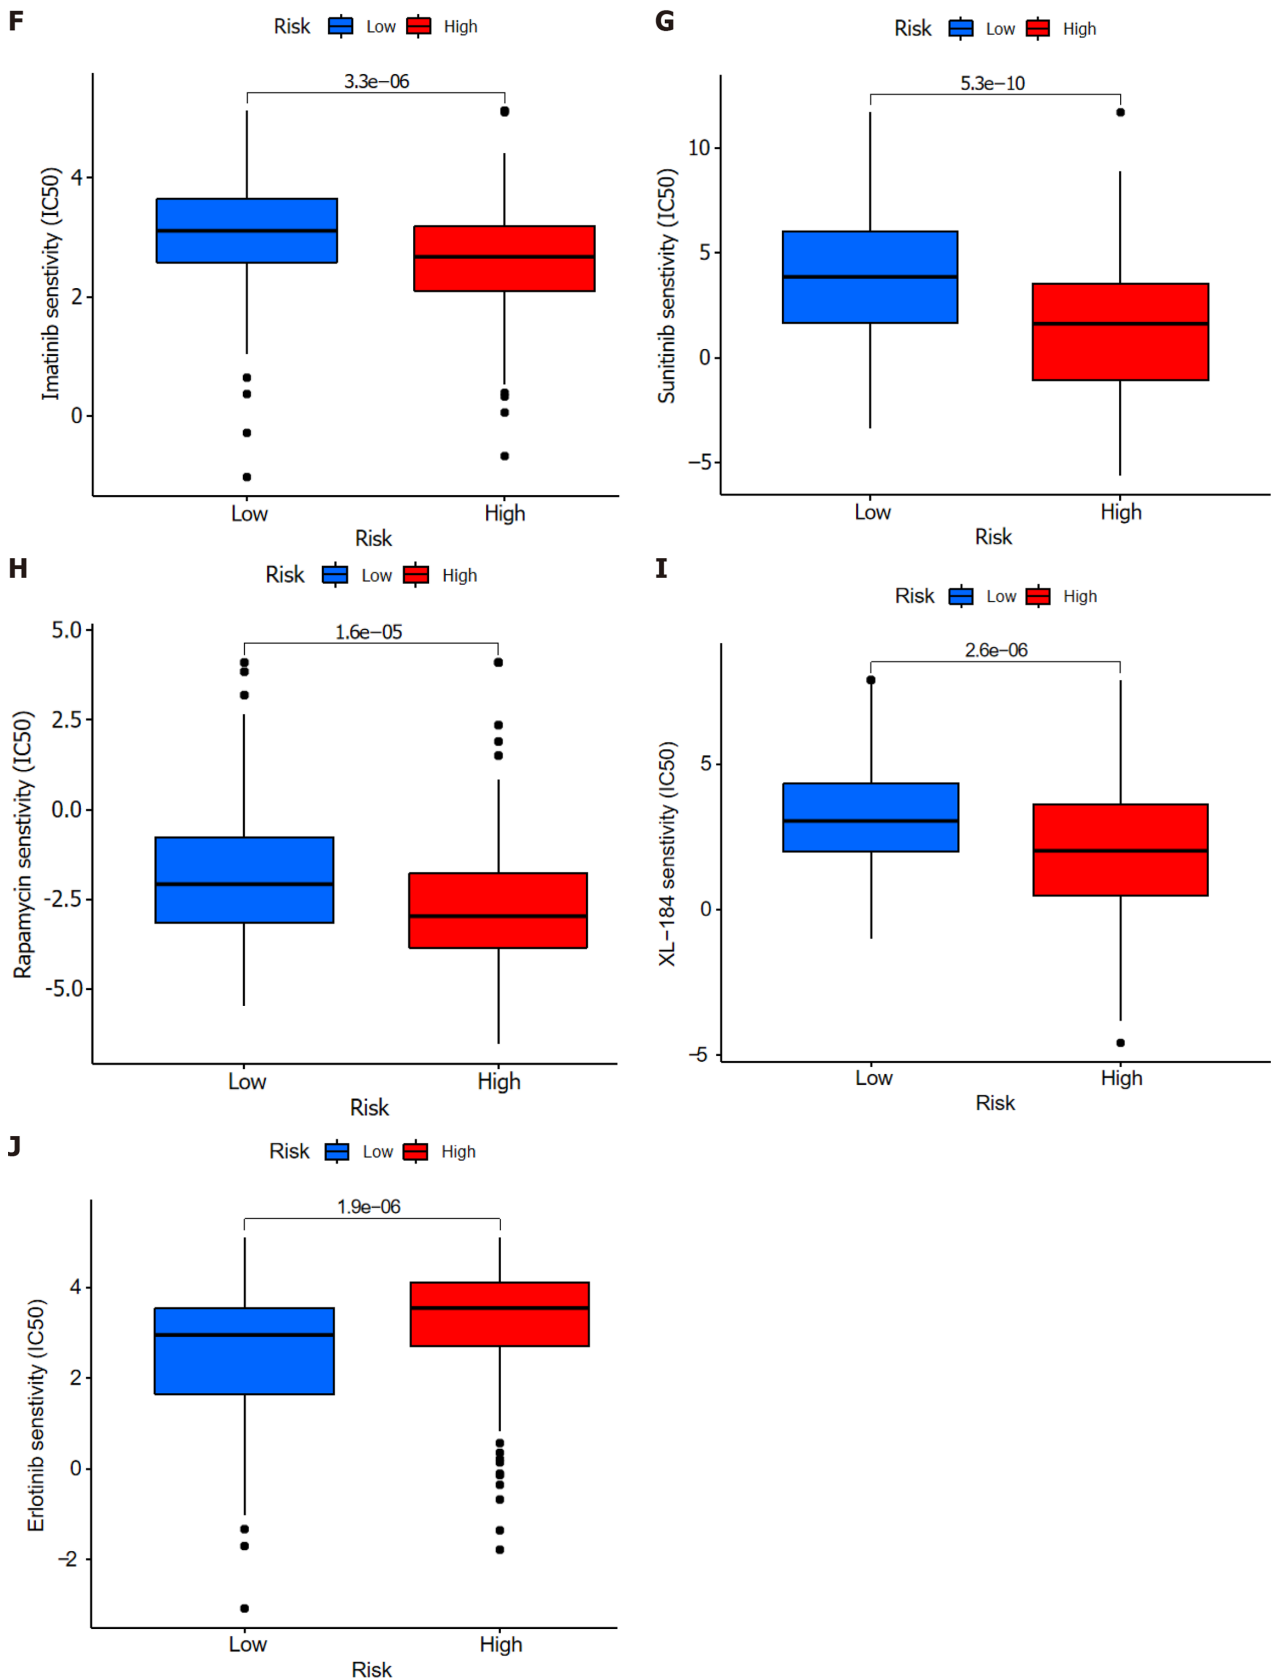 F
Risk Low High
3.3e−06
Imatinib senstivity (IC50)
4
2
0
Low High
Risk
G
Risk Low High
5.3e−10
Sunitinib senstivity (IC50)
10
5
0
−5
Low High
Risk
H
Risk Low High
1.6e−05
Rapamycin senstivity (IC50)
5.0
2.5
0.0
-2.5
-5.0
Low High
Risk
I
Risk Low High
2.6e−06
XL−184 senstivity (IC50)
5
0
−5
Low High
Risk
J
Risk Low High
1.9e−06
Erlotinib senstivity (IC50)
4
2
0
−2
Low High
Risk